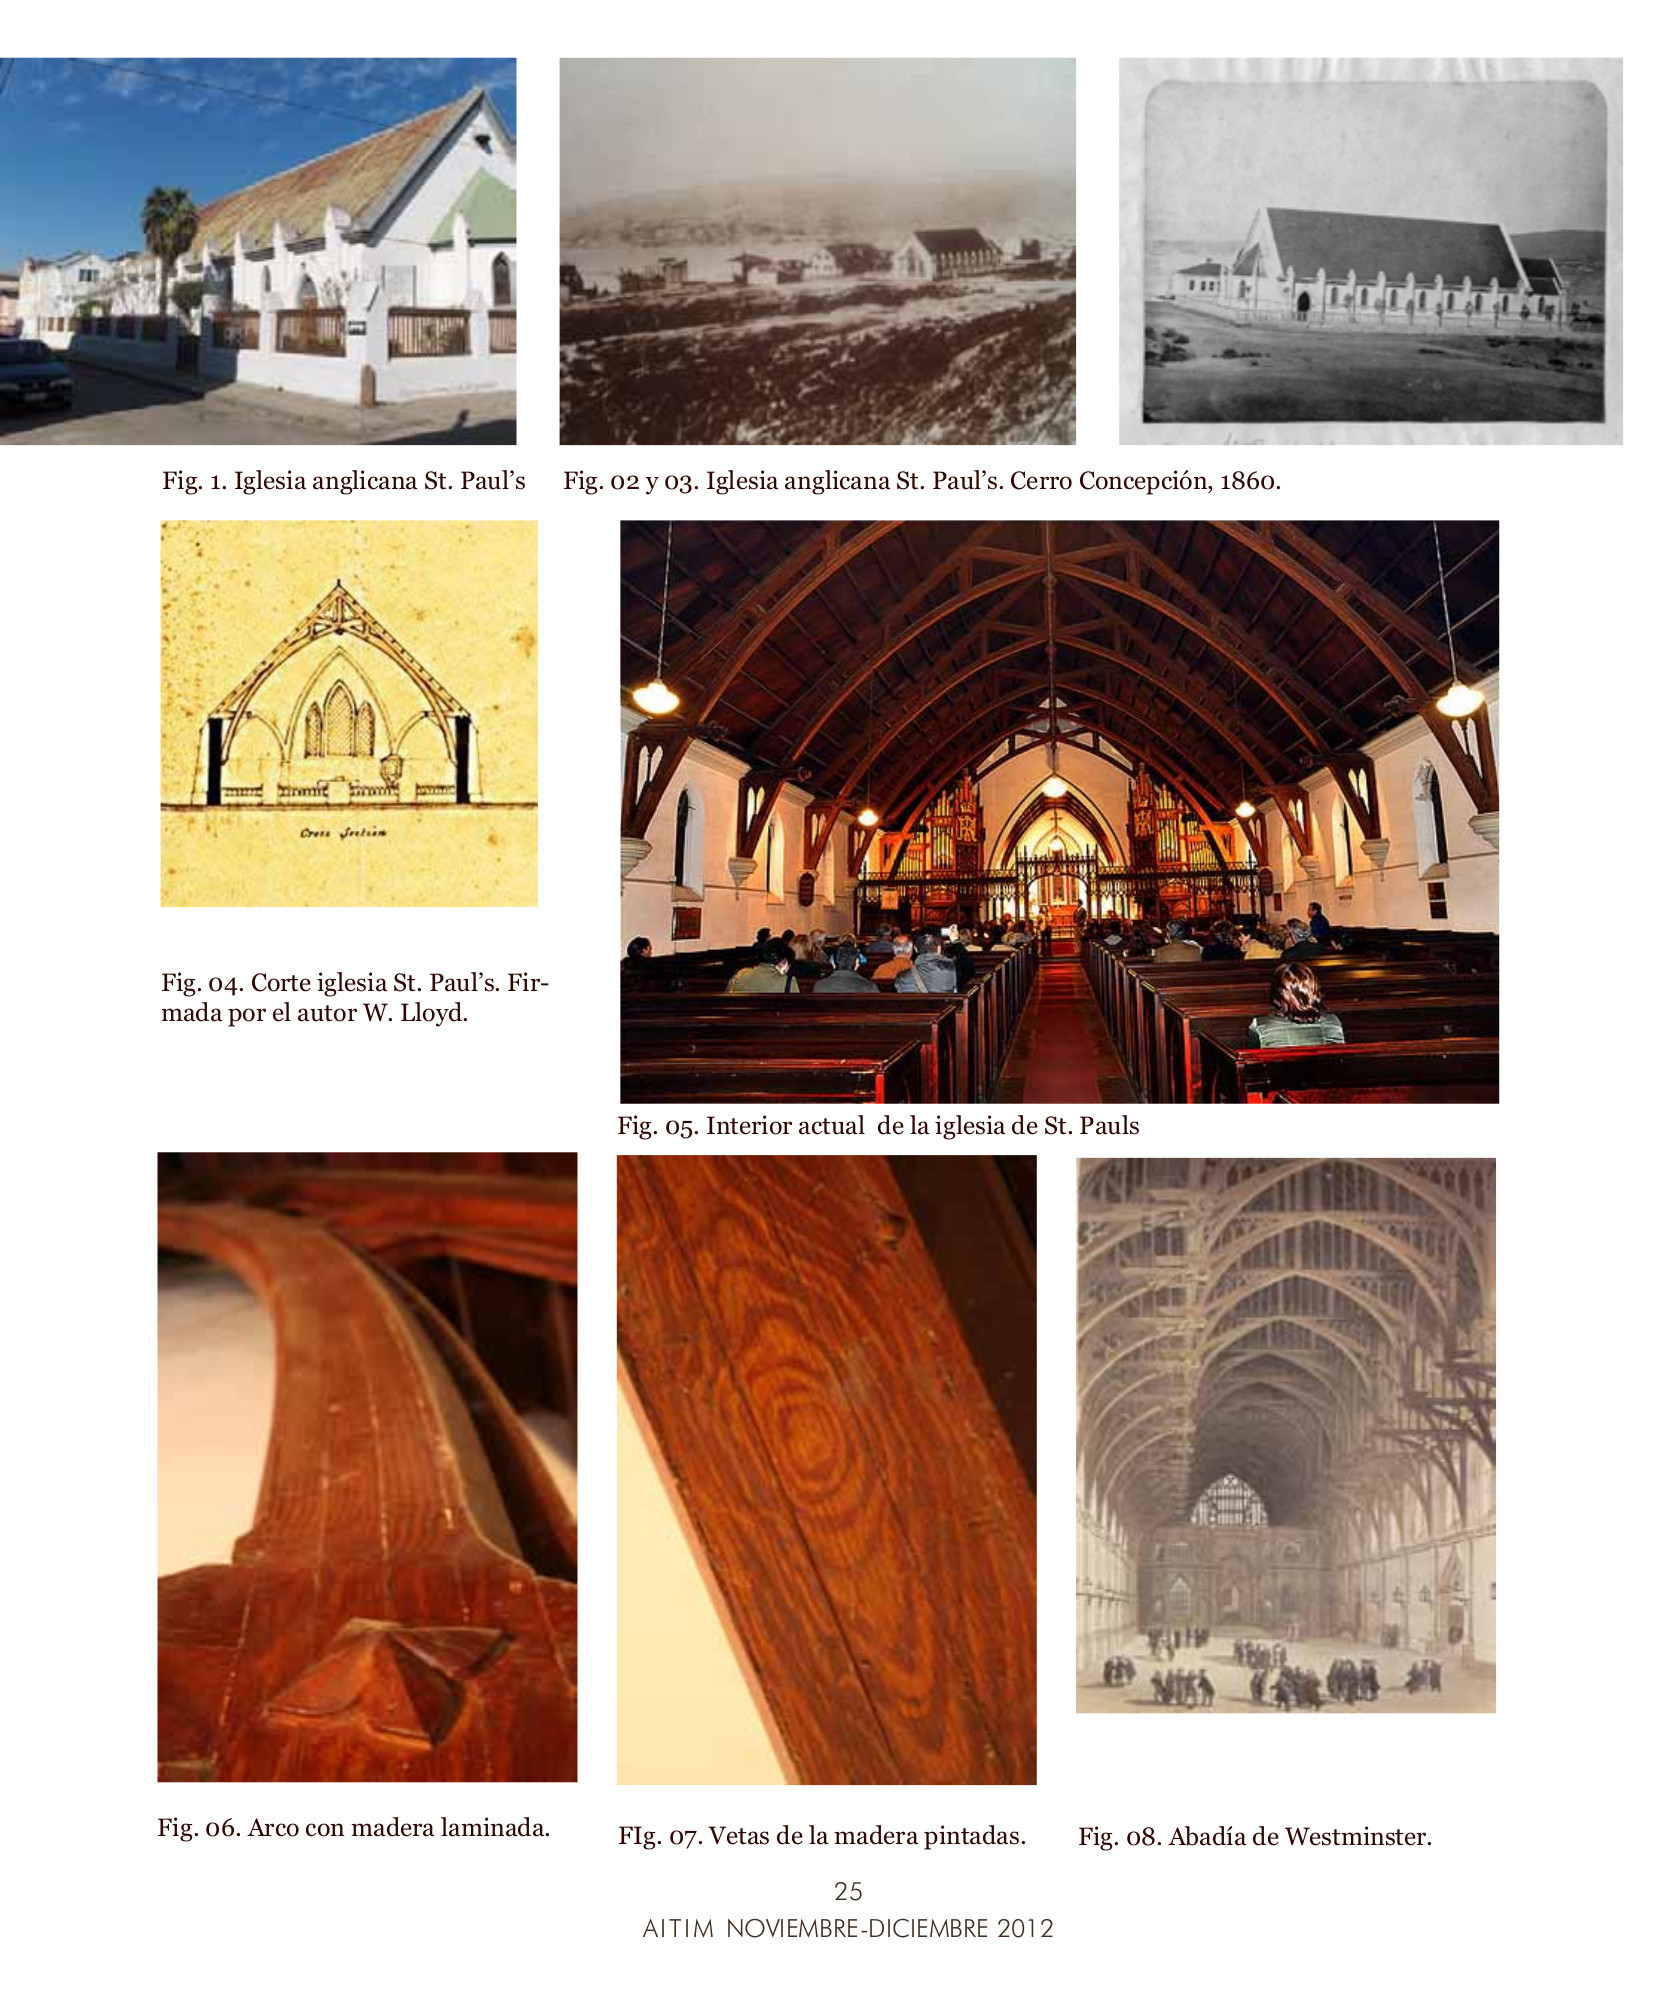 Fig. 1. Iglesia anglicana St. Paul’s
Fig. 02 y 03. Iglesia anglicana St. Paul’s. Cerro Concepción, 1860.
Cross Section
Fig. 04. Corte iglesia St. Paul’s. Fir-
mada por el autor W. Lloyd.
Fig. 05. Interior actual  de la iglesia de St. Pauls
Fig. 06. Arco con madera laminada.
FIg. 07. Vetas de la madera pintadas.
Fig. 08. Abadía de Westminster.
25
AITIM NOVIEMBRE-DICIEMBRE 2012